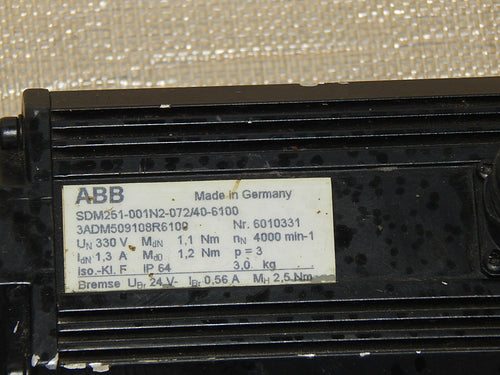 ABB Made in Germany
SDM251-001N2-072/40-6100
3ADM509108R6100 Nr. 6010331
UN 330 V MdN 1,1 Nm nN 4000 min-1
IdN 1,3 A Md0 1,2 Nm p = 3
Iso.-Kl. F IP 64 3,0 kg
Bremse UBr 24 V- IBr 0,56 A MH 2,5 Nm